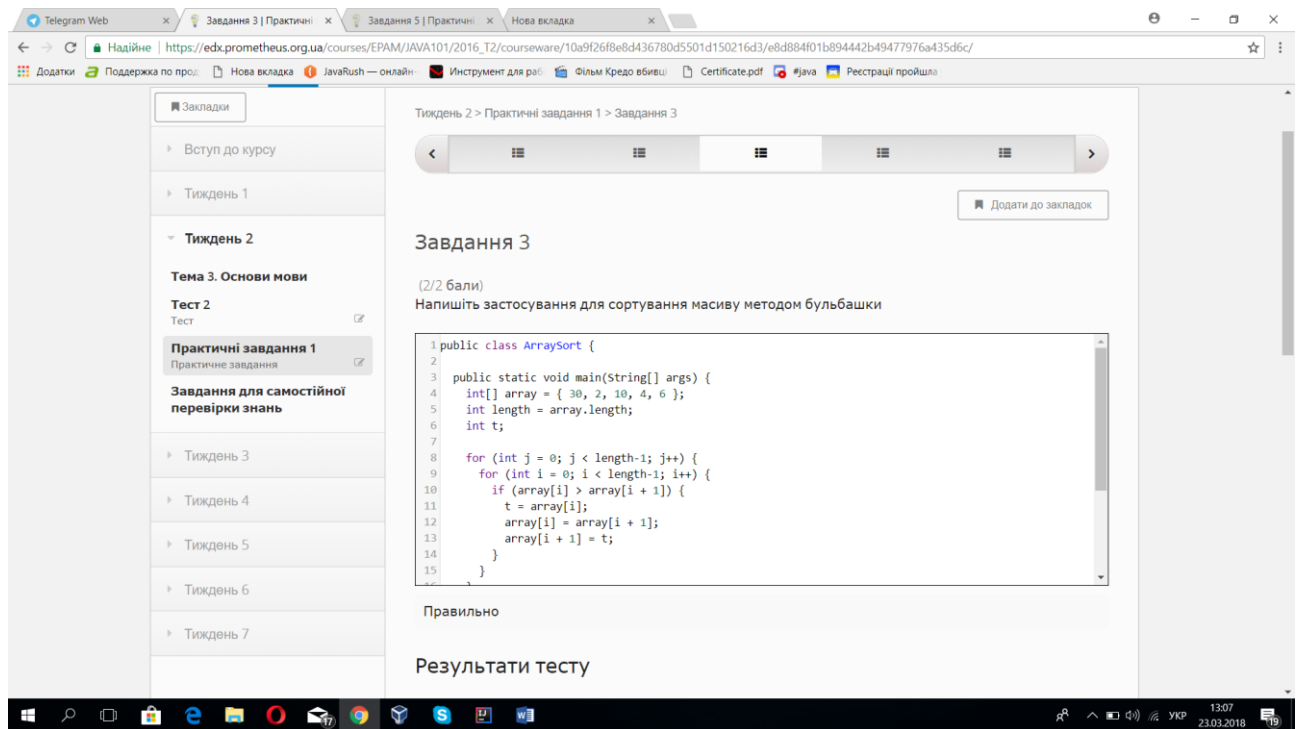 Telegram Web
Завдання 3 | Практичні
Завдання 5 | Практичні
Нова вкладка
Надійне
https://edx.prometheus.org.ua/courses/EPAM/JAVA101/2016_T2/courseware/10a9f26f8e8d436780d5501d150216d3/e8d884f01b894442b49477976a435d6c/
Додатки
Поддержка по прод
Нова вкладка
JavaRush — онлайн-
Инструмент для раб
Фільм Кредо вбивці
Certificate.pdf
#java
Реєстрації пройшла
Закладки
Вступ до курсу
Тиждень 1
Тиждень 2
Тема 3. Основи мови
Тест 2
Тест
Практичні завдання 1
Практичне завдання
Завдання для самостійної
перевірки знань
Тиждень 3
Тиждень 4
Тиждень 5
Тиждень 6
Тиждень 7
Тиждень 2 > Практичні завдання 1 > Завдання 3
Додати до закладок
Завдання 3
(2/2 бали)
Напишіть застосування для сортування масиву методом бульбашки
1 public class ArraySort {
2
3 public static void main(String[] args) {
4 int[] array = { 30, 2, 10, 4, 6 };
5 int length = array.length;
6 int t;
7
8 for (int j = 0; j < length-1; j++) {
9 for (int i = 0; i < length-1; i++) {
10 if (array[i] > array[i + 1]) {
11 t = array[i];
12 array[i] = array[i + 1];
13 array[i + 1] = t;
14 }
15 }
Правильно
Результати тесту
17
УКР
13:07
23.03.2018
19